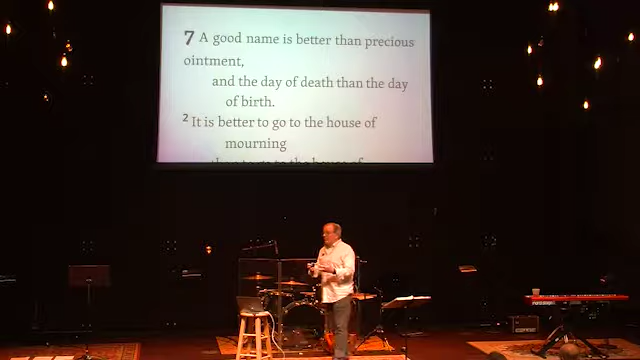 7 A good name is better than precious
ointment,
and the day of death than the day
of birth.
2 It is better to go to the house of
mourning